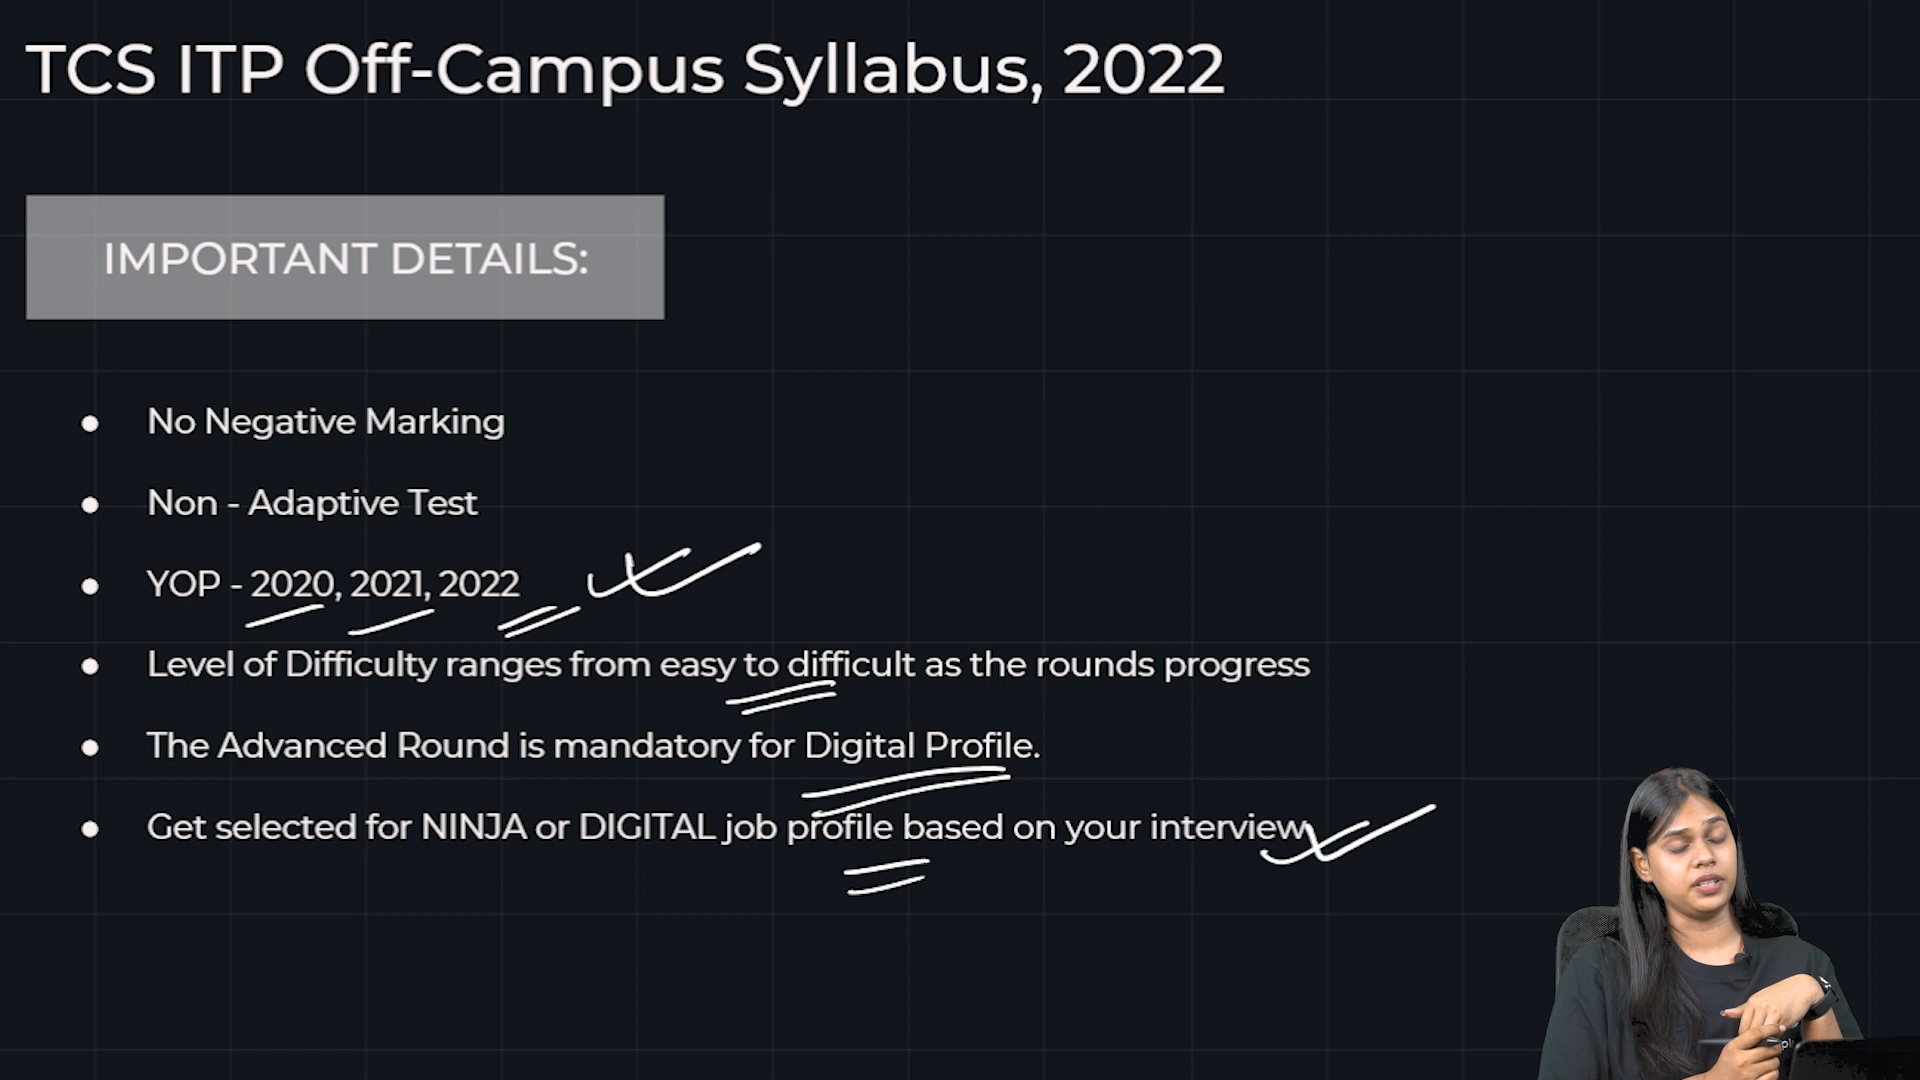 TCS ITP Off-Campus Syllabus, 2022
IMPORTANT DETAILS:
● No Negative Marking
● Non - Adaptive Test
● YOP - 2020, 2021, 2022
● Level of Difficulty ranges from easy to difficult as the rounds progress
● The Advanced Round is mandatory for Digital Profile.
● Get selected for NINJA or DIGITAL job profile based on your interview